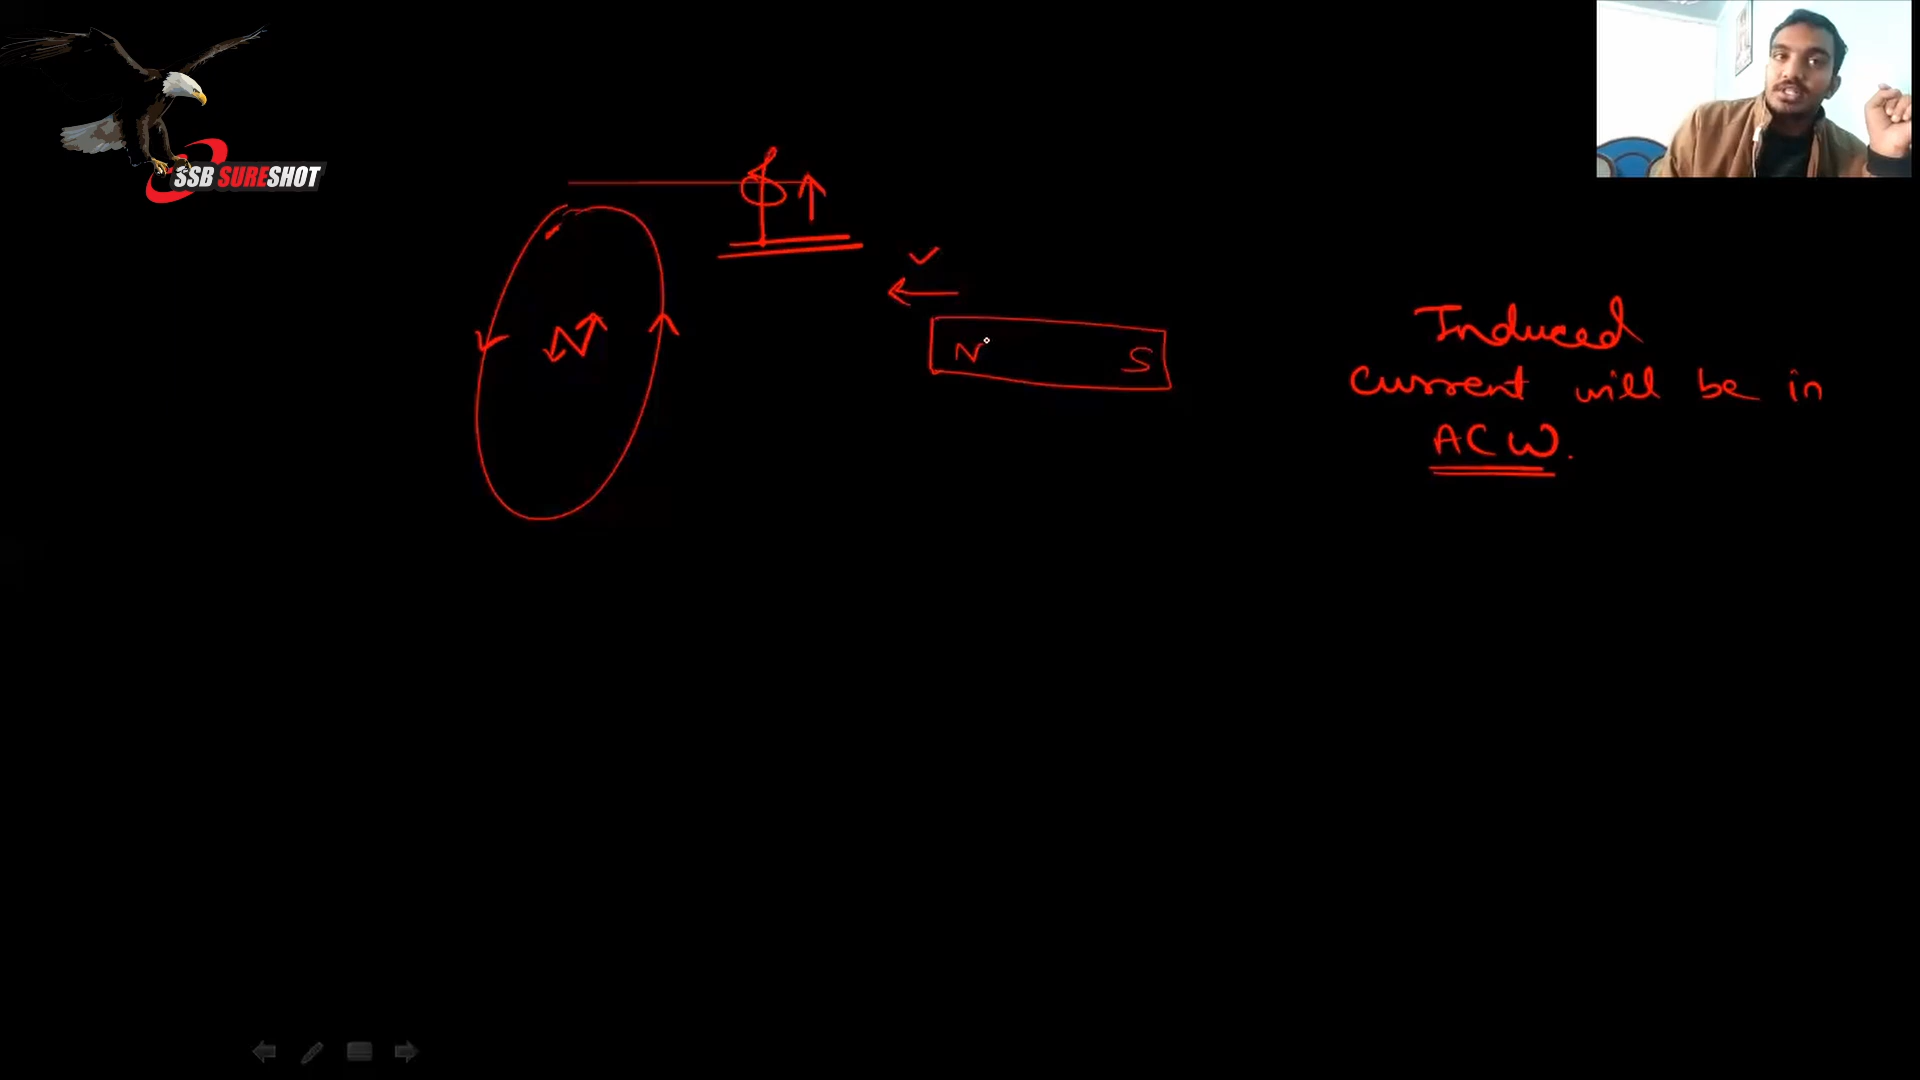 SSB SURESHOT
ϕ↑
v
←
N
N S
Induced
current will be in
ACW.